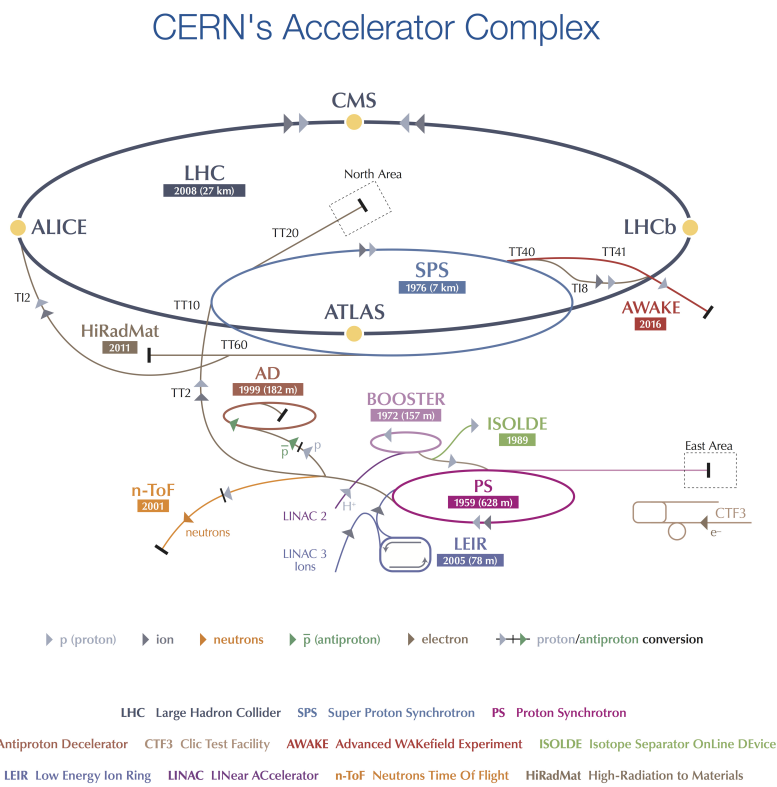 CERN's Accelerator Complex
CMS
LHC
2008 (27 km)
North Area
ALICE
LHCb
TT20
TT40
TT41
SPS
1976 (7 km)
TI8
TI2
TT10
ATLAS
AWAKE
2016
HiRadMat
2011
TT60
AD
1999 (182 m)
TT2
BOOSTER
1972 (157 m)
ISOLDE
1989
p̅
p
East Area
n-ToF
2001
PS
1959 (628 m)
H⁺
LINAC 2
neutrons
CTF3
e–
LEIR
2005 (78 m)
LINAC 3
Ions
p (proton)
ion
neutrons
p̅ (antiproton)
electron
proton/antiproton conversion
LHC Large Hadron Collider SPS Super Proton Synchrotron PS Proton Synchrotron
Antiproton Decelerator CTF3 Clic Test Facility AWAKE Advanced WAKefield Experiment ISOLDE Isotope Separator OnLine DEvice
LEIR Low Energy Ion Ring LINAC LINear ACcelerator n-ToF Neutrons Time Of Flight HiRadMat High-Radiation to Materials